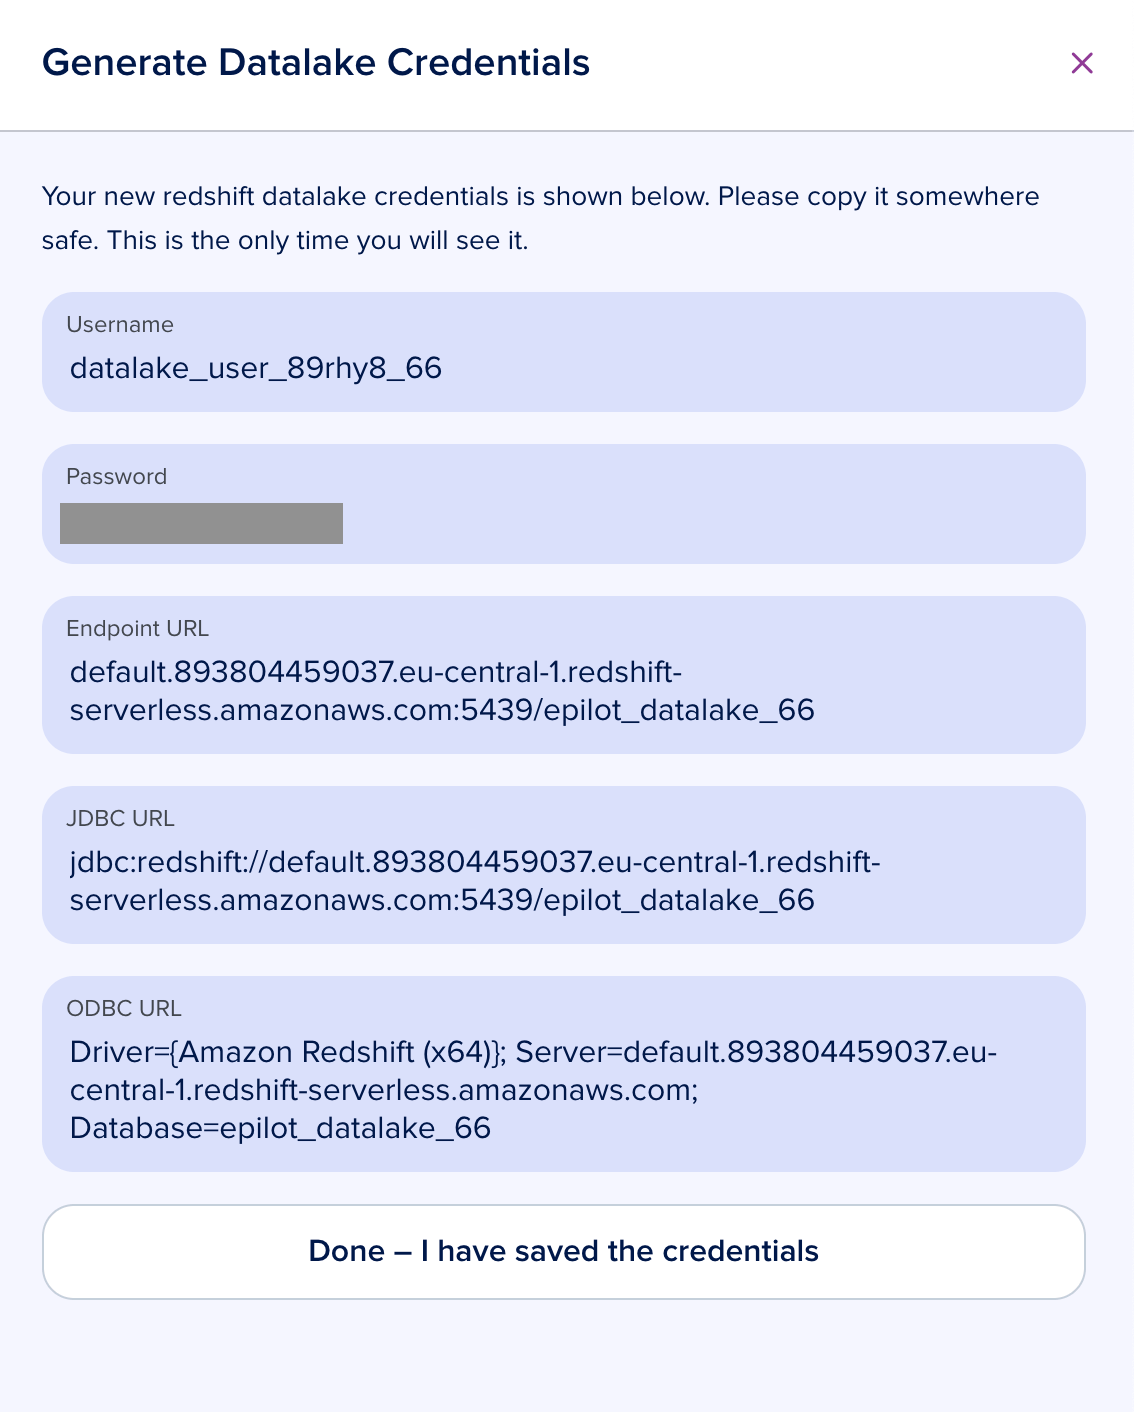 Generate Datalake Credentials
Your new redshift datalake credentials is shown below. Please copy it somewhere
safe. This is the only time you will see it.
Username
datalake_user_89rhy8_66
Password
Endpoint URL
default.893804459037.eu-central-1.redshift-
serverless.amazonaws.com:5439/epilot_datalake_66
JDBC URL
jdbc:redshift://default.893804459037.eu-central-1.redshift-
serverless.amazonaws.com:5439/epilot_datalake_66
ODBC URL
Driver={Amazon Redshift (x64)}; Server=default.893804459037.eu-
central-1.redshift-serverless.amazonaws.com;
Database=epilot_datalake_66
Done – I have saved the credentials